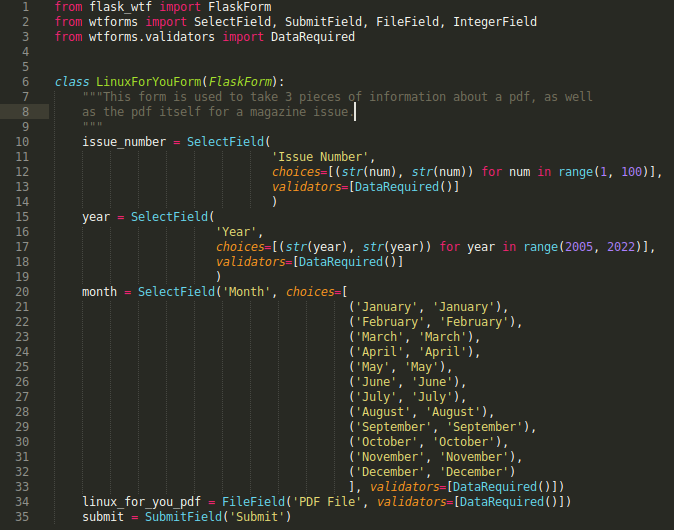 1 from flask_wtf import FlaskForm
2 from wtforms import SelectField, SubmitField, FileField, IntegerField
3 from wtforms.validators import DataRequired
4
5
6 class LinuxForYouForm(FlaskForm):
7     """This form is used to take 3 pieces of information about a pdf, as well
8     as the pdf itself for a magazine issue.
9     """
10     issue_number = SelectField(
11                                'Issue Number',
12                                choices=[(str(num), str(num)) for num in range(1, 100)],
13                                validators=[DataRequired()]
14                                )
15     year = SelectField(
16                        'Year',
17                        choices=[(str(year), str(year)) for year in range(2005, 2022)],
18                        validators=[DataRequired()]
19                        )
20     month = SelectField('Month', choices=[
21                                           ('January', 'January'),
22                                           ('February', 'February'),
23                                           ('March', 'March'),
24                                           ('April', 'April'),
25                                           ('May', 'May'),
26                                           ('June', 'June'),
27                                           ('July', 'July'),
28                                           ('August', 'August'),
29                                           ('September', 'September'),
30                                           ('October', 'October'),
31                                           ('November', 'November'),
32                                           ('December', 'December')
33                                           ], validators=[DataRequired()])
34     linux_for_you_pdf = FileField('PDF File', validators=[DataRequired()])
35     submit = SubmitField('Submit')